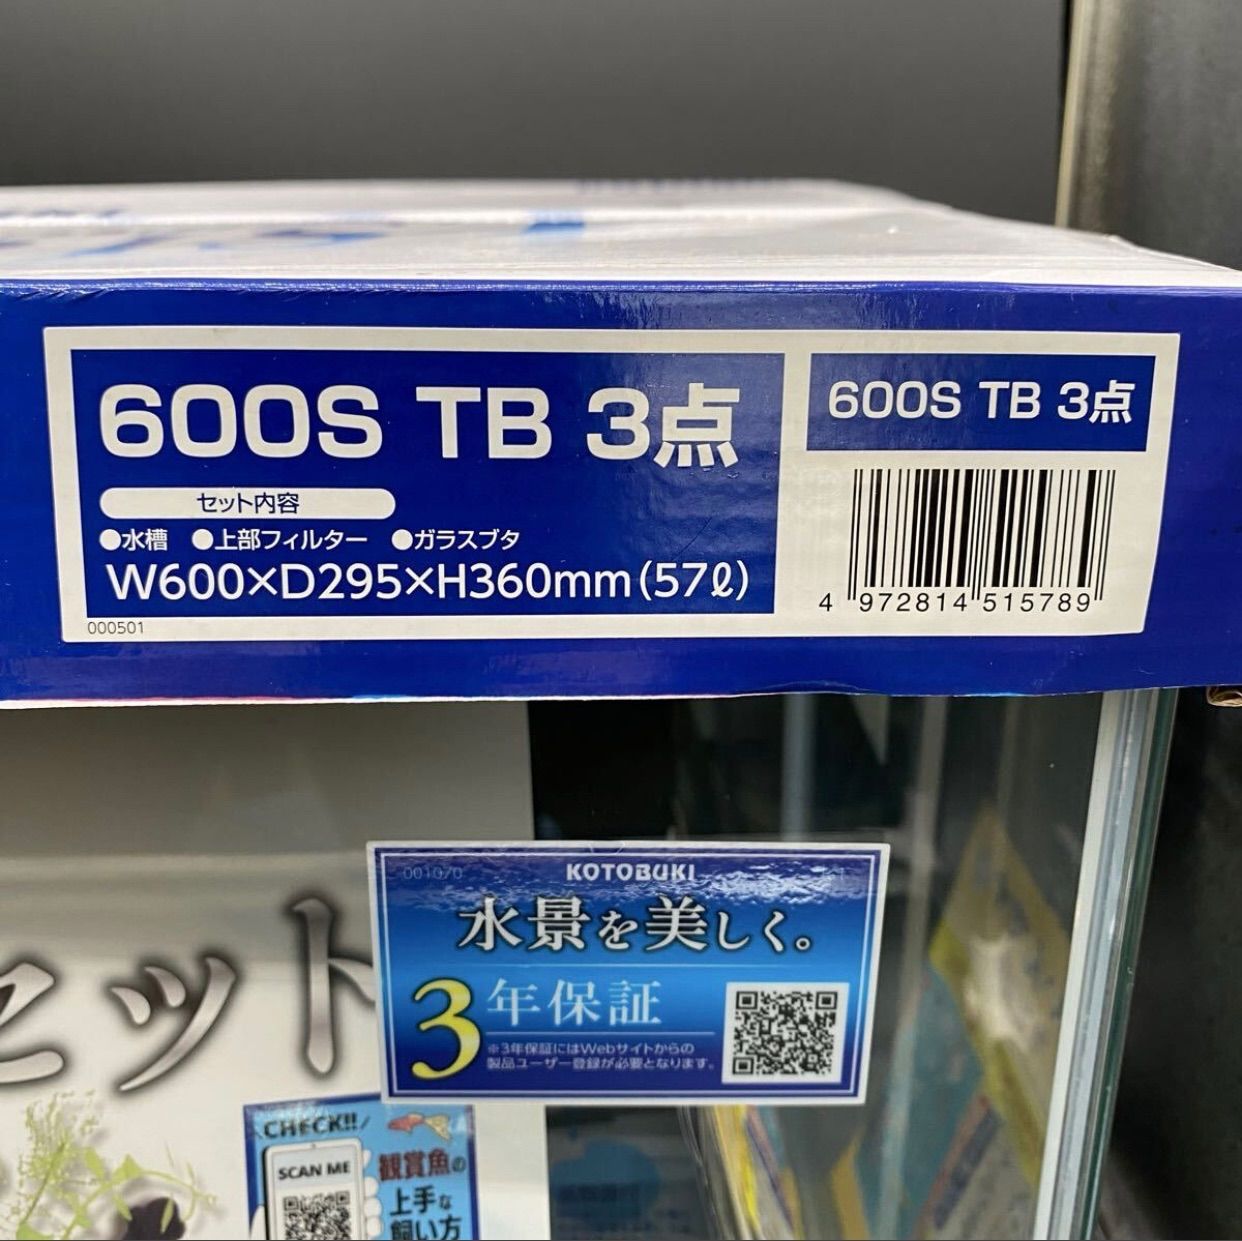 600S TB 3点
セット内容
●水槽 ●上部フィルター ●ガラスブタ
W600×D295×H360mm(57ℓ)
000501
600S TB 3点
4 972814 515789
001070
KOTOBUKI
水景を美しく。
3年保証
※3年保証にはWebサイトからの
製品ユーザー登録が必要となります。
セット
CHECK!!
SCAN ME
観賞魚の
上手な
飼い方